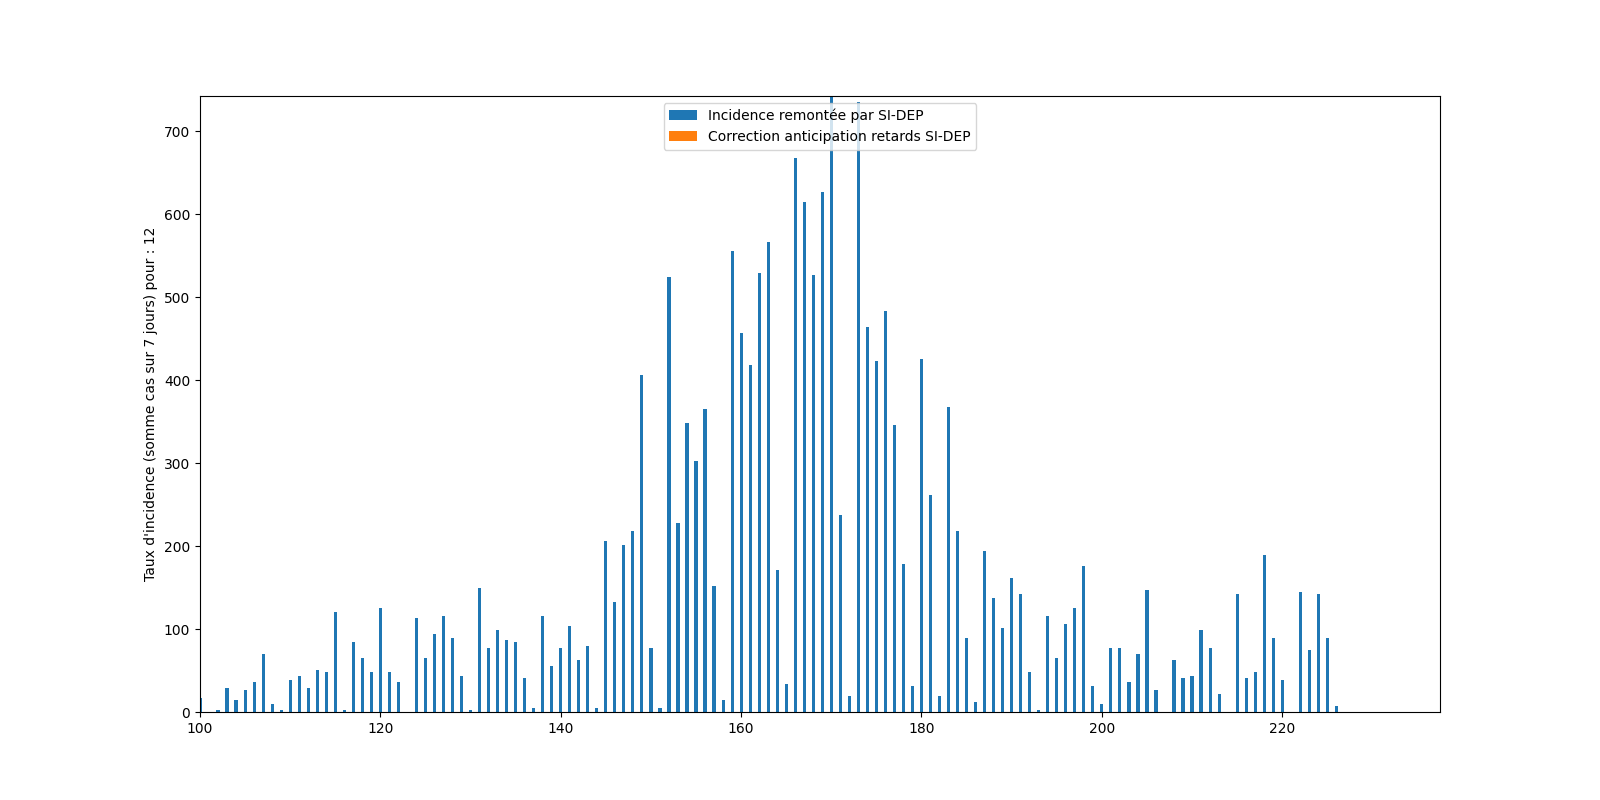 Incidence remontée par SI-DEP
Correction anticipation retards SI-DEP
Taux d'incidence (somme cas sur 7 jours) pour : 12
700
600
500
400
300
200
100
0
100 120 140 160 180 200 220